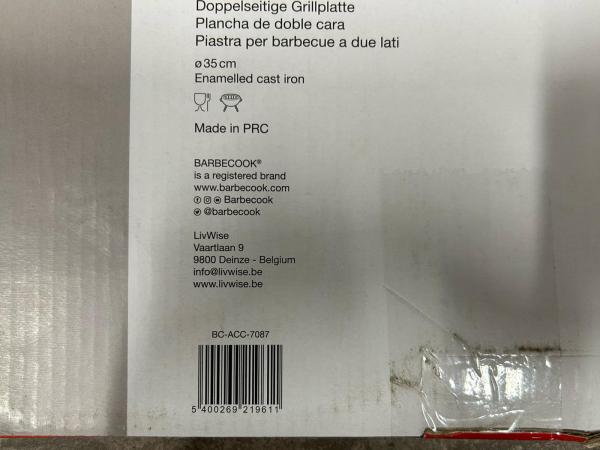 Doppelseitige Grillplatte
Plancha de doble cara
Piastra per barbecue a due lati
ø 35 cm
Enamelled cast iron
Made in PRC
BARBECOOK®
is a registered brand
www.barbecook.com
Barbecook
@barbecook
LivWise
Vaartlaan 9
9800 Deinze - Belgium
info@livwise.be
www.livwise.be
BC-ACC-7087
5 400269 219611